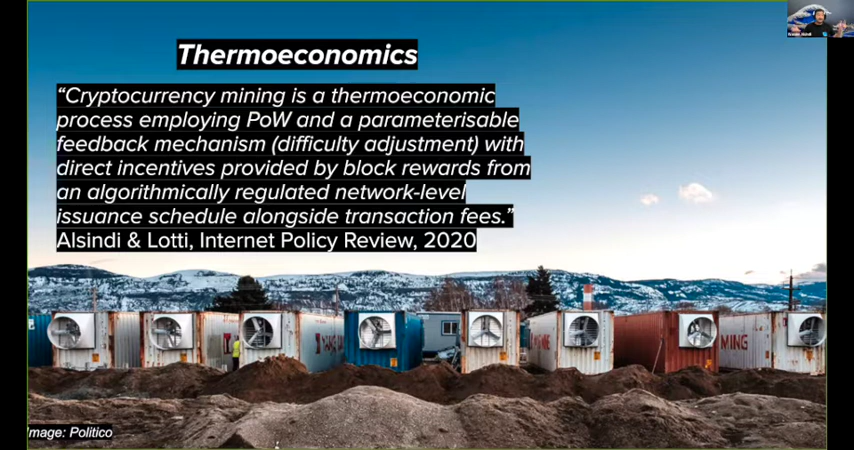 Thermoeconomics
“Cryptocurrency mining is a thermoeconomic
process employing PoW and a parameterisable
feedback mechanism (difficulty adjustment) with
direct incentives provided by block rewards from
an algorithmically regulated network-level
issuance schedule alongside transaction fees.”
Alsindi & Lotti, Internet Policy Review, 2020
MING
Image: Politico